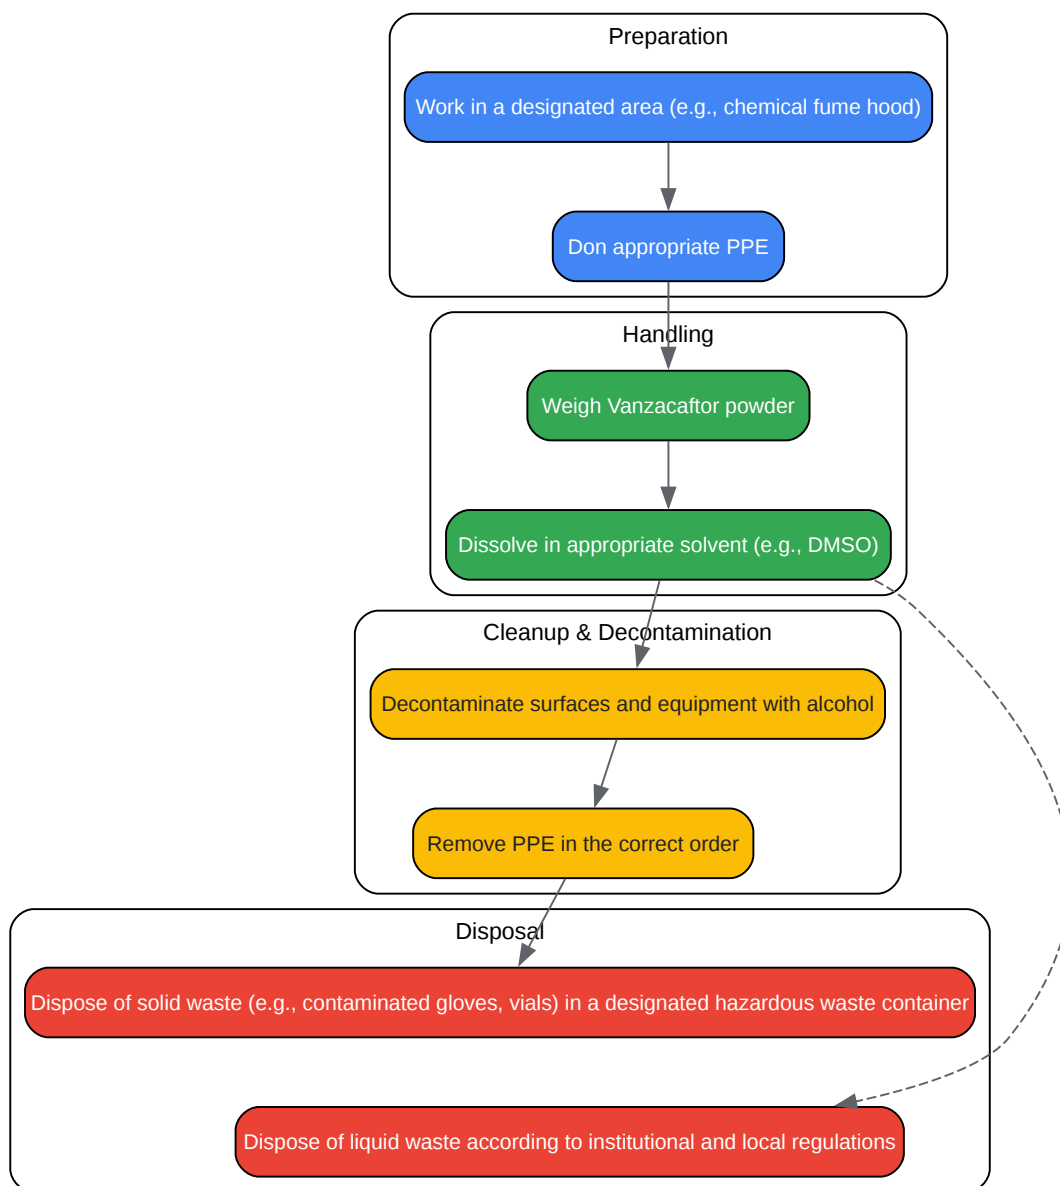 Preparation
Work in a designated area (e.g., chemical fume hood)
Don appropriate PPE
Handling
Weigh Vanzacaftor powder
Dissolve in appropriate solvent (e.g., DMSO)
Cleanup & Decontamination
Decontaminate surfaces and equipment with alcohol
Remove PPE in the correct order
Disposal
Dispose of solid waste (e.g., contaminated gloves, vials) in a designated hazardous waste container
Dispose of liquid waste according to institutional and local regulations